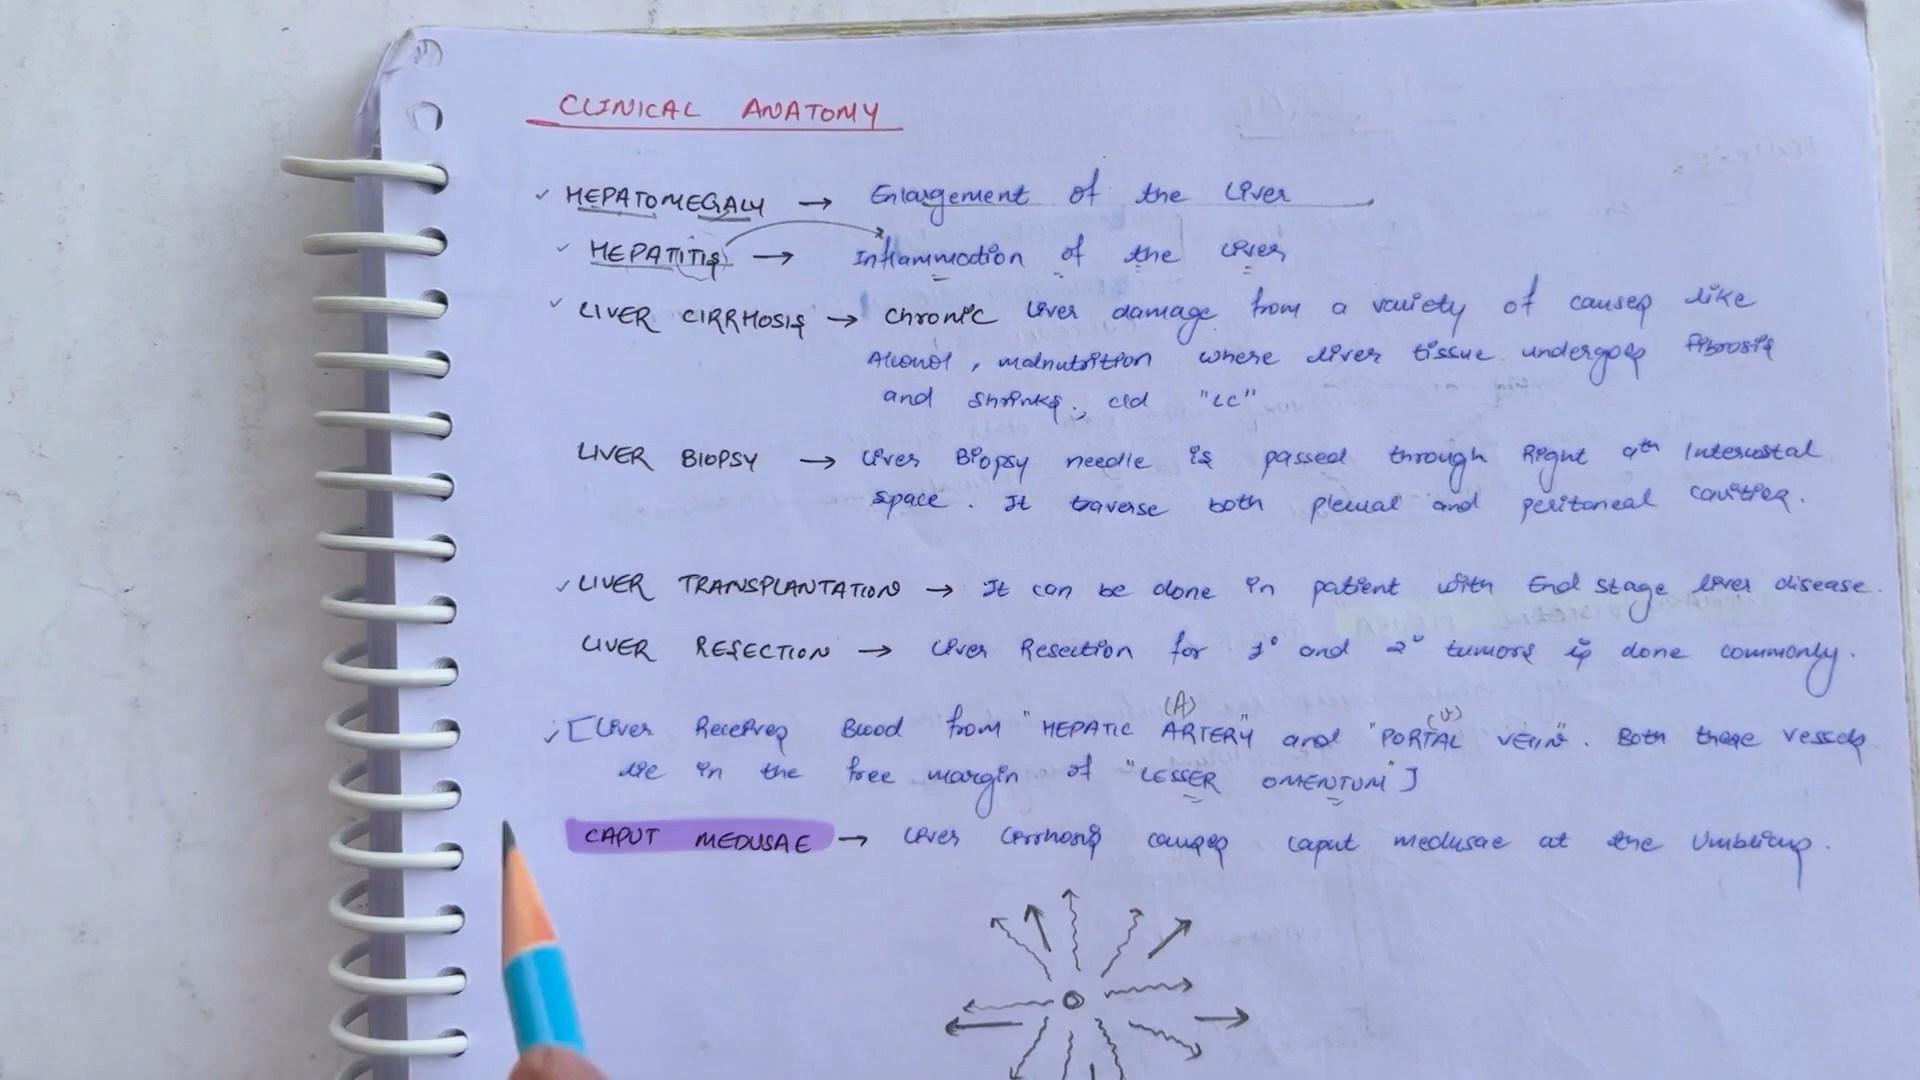 CLINICAL ANATOMY
✓ HEPATOMEGALY → Enlargement of the Liver
✓ HEPATITIS → Inflammation of the Liver
✓ LIVER CIRRHOSIS → Chronic Liver damage from a variety of causes like
Alcohol, malnutrition where liver tissue undergoes fibrosis
and shrinks, cld "LC"
LIVER BIOPSY → Liver Biopsy needle is passed through Right 9th Intercostal
space. It traverse both pleural and peritoneal cavities.
✓ LIVER TRANSPLANTATION → It can be done in patient with End stage liver disease.
LIVER RESECTION → Liver Resection for 1° and 2° tumors is done commonly.
(A) (V)
✓ [Liver Receives Blood from "HEPATIC ARTERY" and "PORTAL VEIN". Both these vessels
lie in the free margin of "LESSER OMENTUM"]
CAPUT MEDUSAE → Liver Cirrhosis causes caput medusae at the Umbilicus.